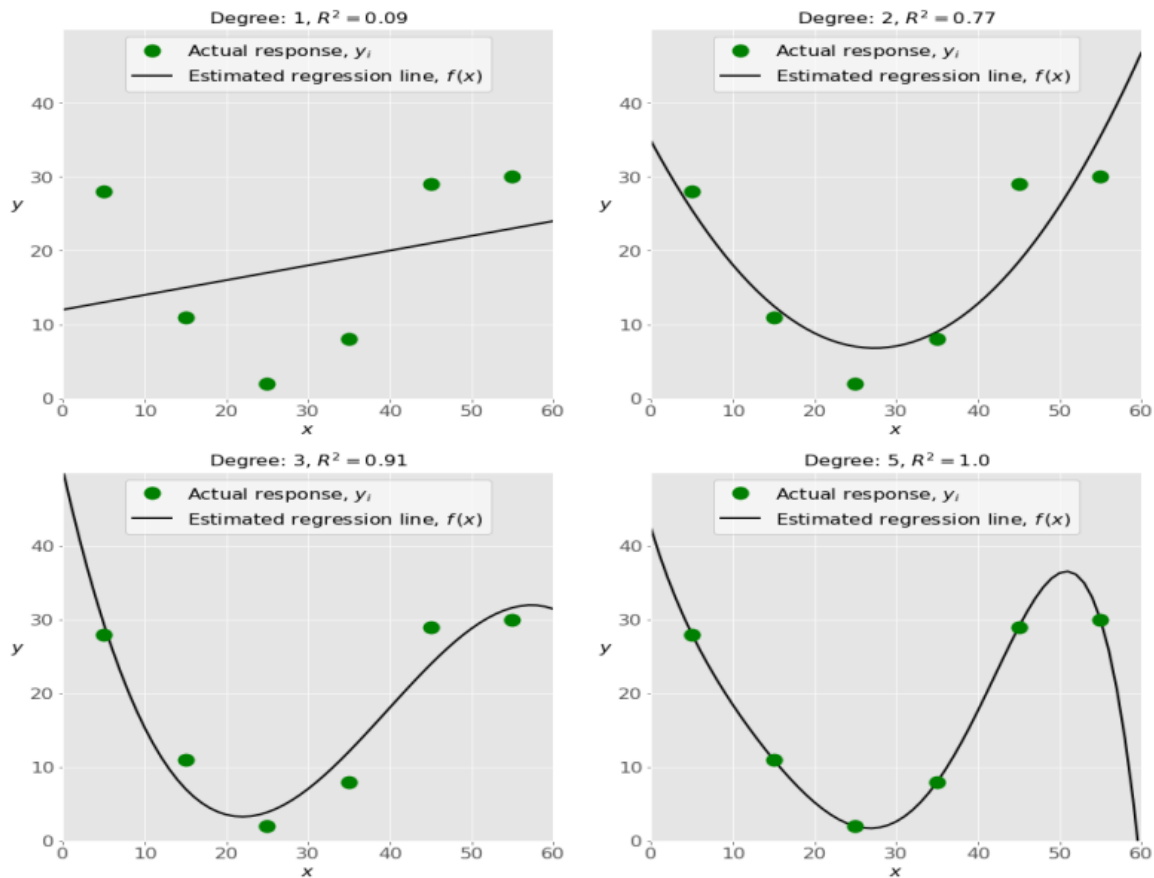 Degree: 1, R² = 0.09
Actual response, yᵢ
Estimated regression line, f(x)
40
30
20
10
0
y
0 10 20 30 40 50 60
x
Degree: 2, R² = 0.77
Actual response, yᵢ
Estimated regression line, f(x)
40
30
20
10
0
y
0 10 20 30 40 50 60
x
Degree: 3, R² = 0.91
Actual response, yᵢ
Estimated regression line, f(x)
40
30
20
10
0
y
0 10 20 30 40 50 60
x
Degree: 5, R² = 1.0
Actual response, yᵢ
Estimated regression line, f(x)
40
30
20
10
0
y
0 10 20 30 40 50 60
x